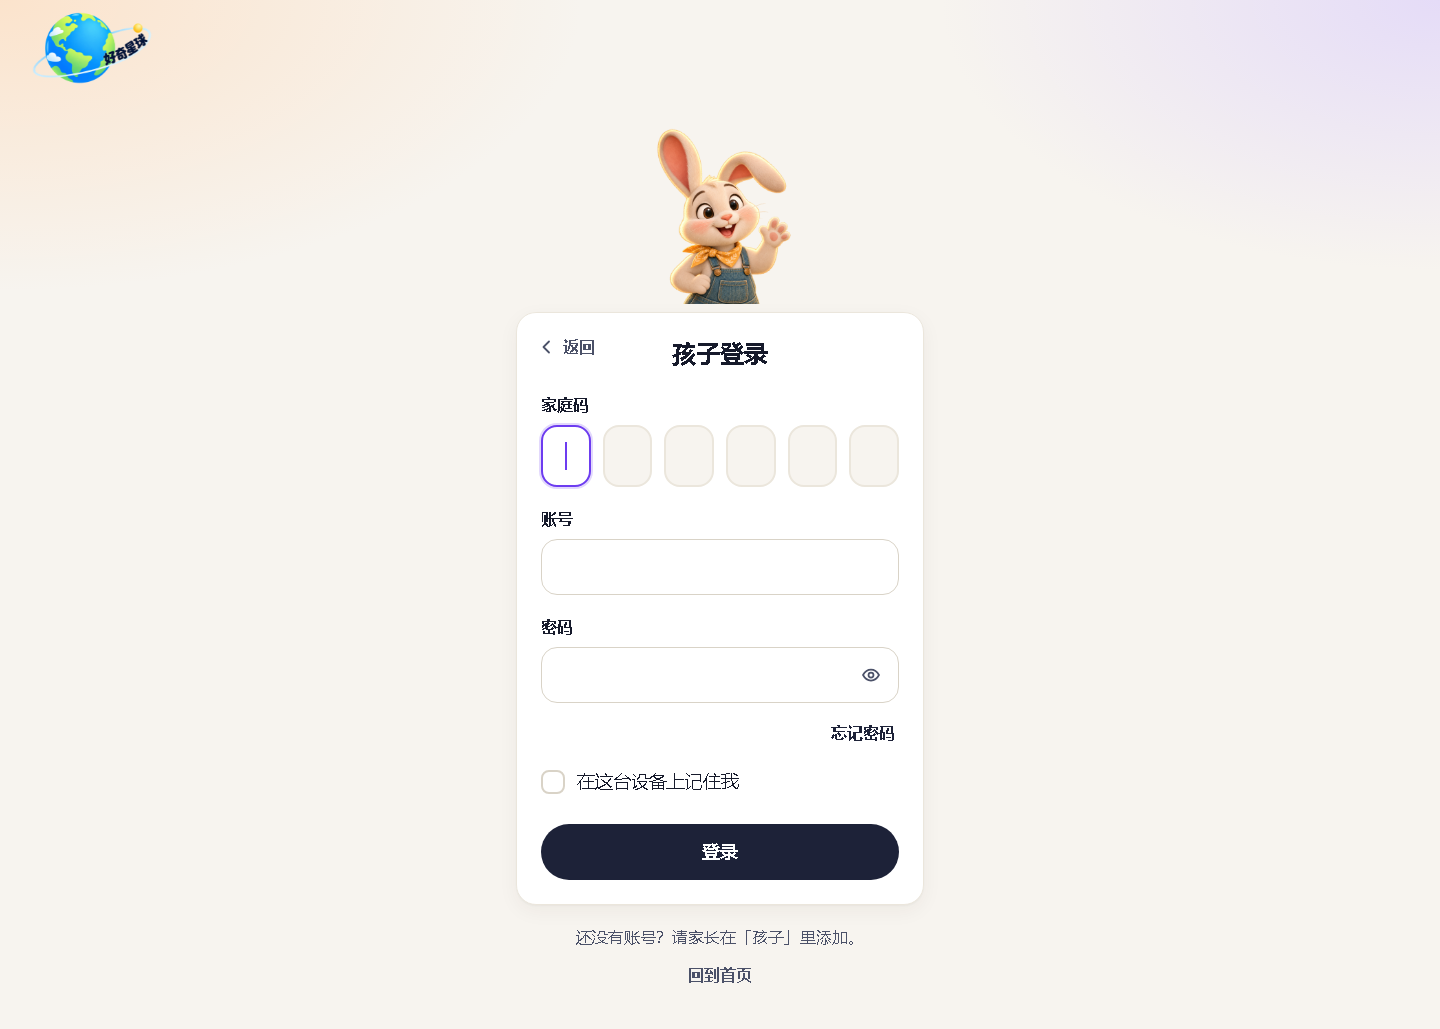 好奇星球
返回
孩子登录
家庭码
账号
密码
忘记密码
在这台设备上记住我
登录
还没有账号？请家长在「孩子」里添加。
回到首页